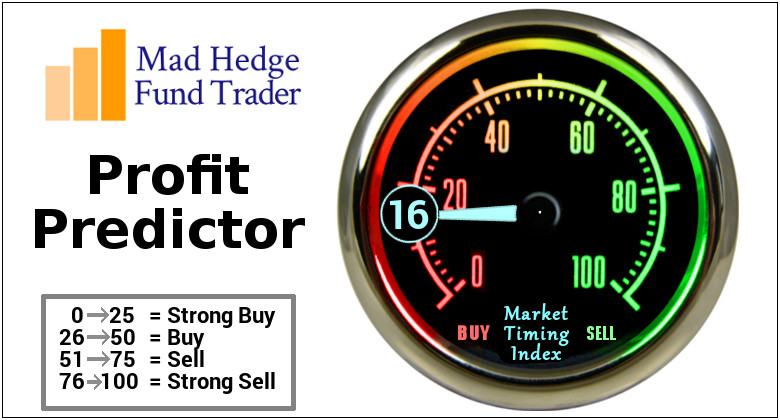 Mad Hedge
Fund Trader
Profit
Predictor
0→25 = Strong Buy
26→50 = Buy
51→75 = Sell
76→100 = Strong Sell
40
60
20
80
16
0
100
BUY
Market
Timing
Index
SELL